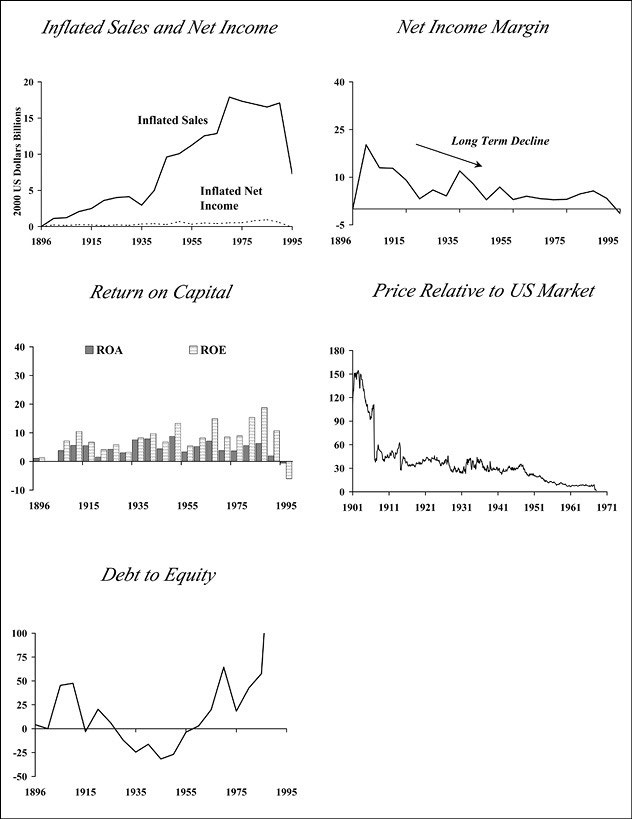 Inflated Sales and Net Income
2000 US Dollars Billions
20
15
10
5
0
Inflated Sales
Inflated Net
Income
1896 1915 1935 1955 1975 1995
Net Income Margin
40
25
10
-5
Long Term Decline
1896 1915 1935 1955 1975 1995
Return on Capital
40
30
20
10
0
-10
ROA ROE
1896 1915 1935 1955 1975 1995
Price Relative to US Market
180
150
120
90
60
30
0
1901 1911 1921 1931 1941 1951 1961 1971
Debt to Equity
100
75
50
25
0
-25
-50
1896 1915 1935 1955 1975 1995